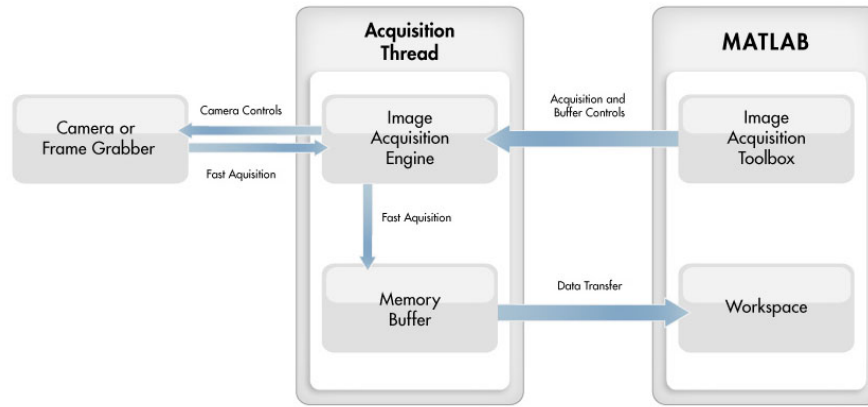 Acquisition
Thread
MATLAB
Camera Controls
Acquisition and
Buffer Controls
Camera or
Frame Grabber
Image
Acquisition
Engine
Image
Acquisition
Toolbox
Fast Aquisition
Fast Aquisition
Memory
Buffer
Data Transfer
Workspace